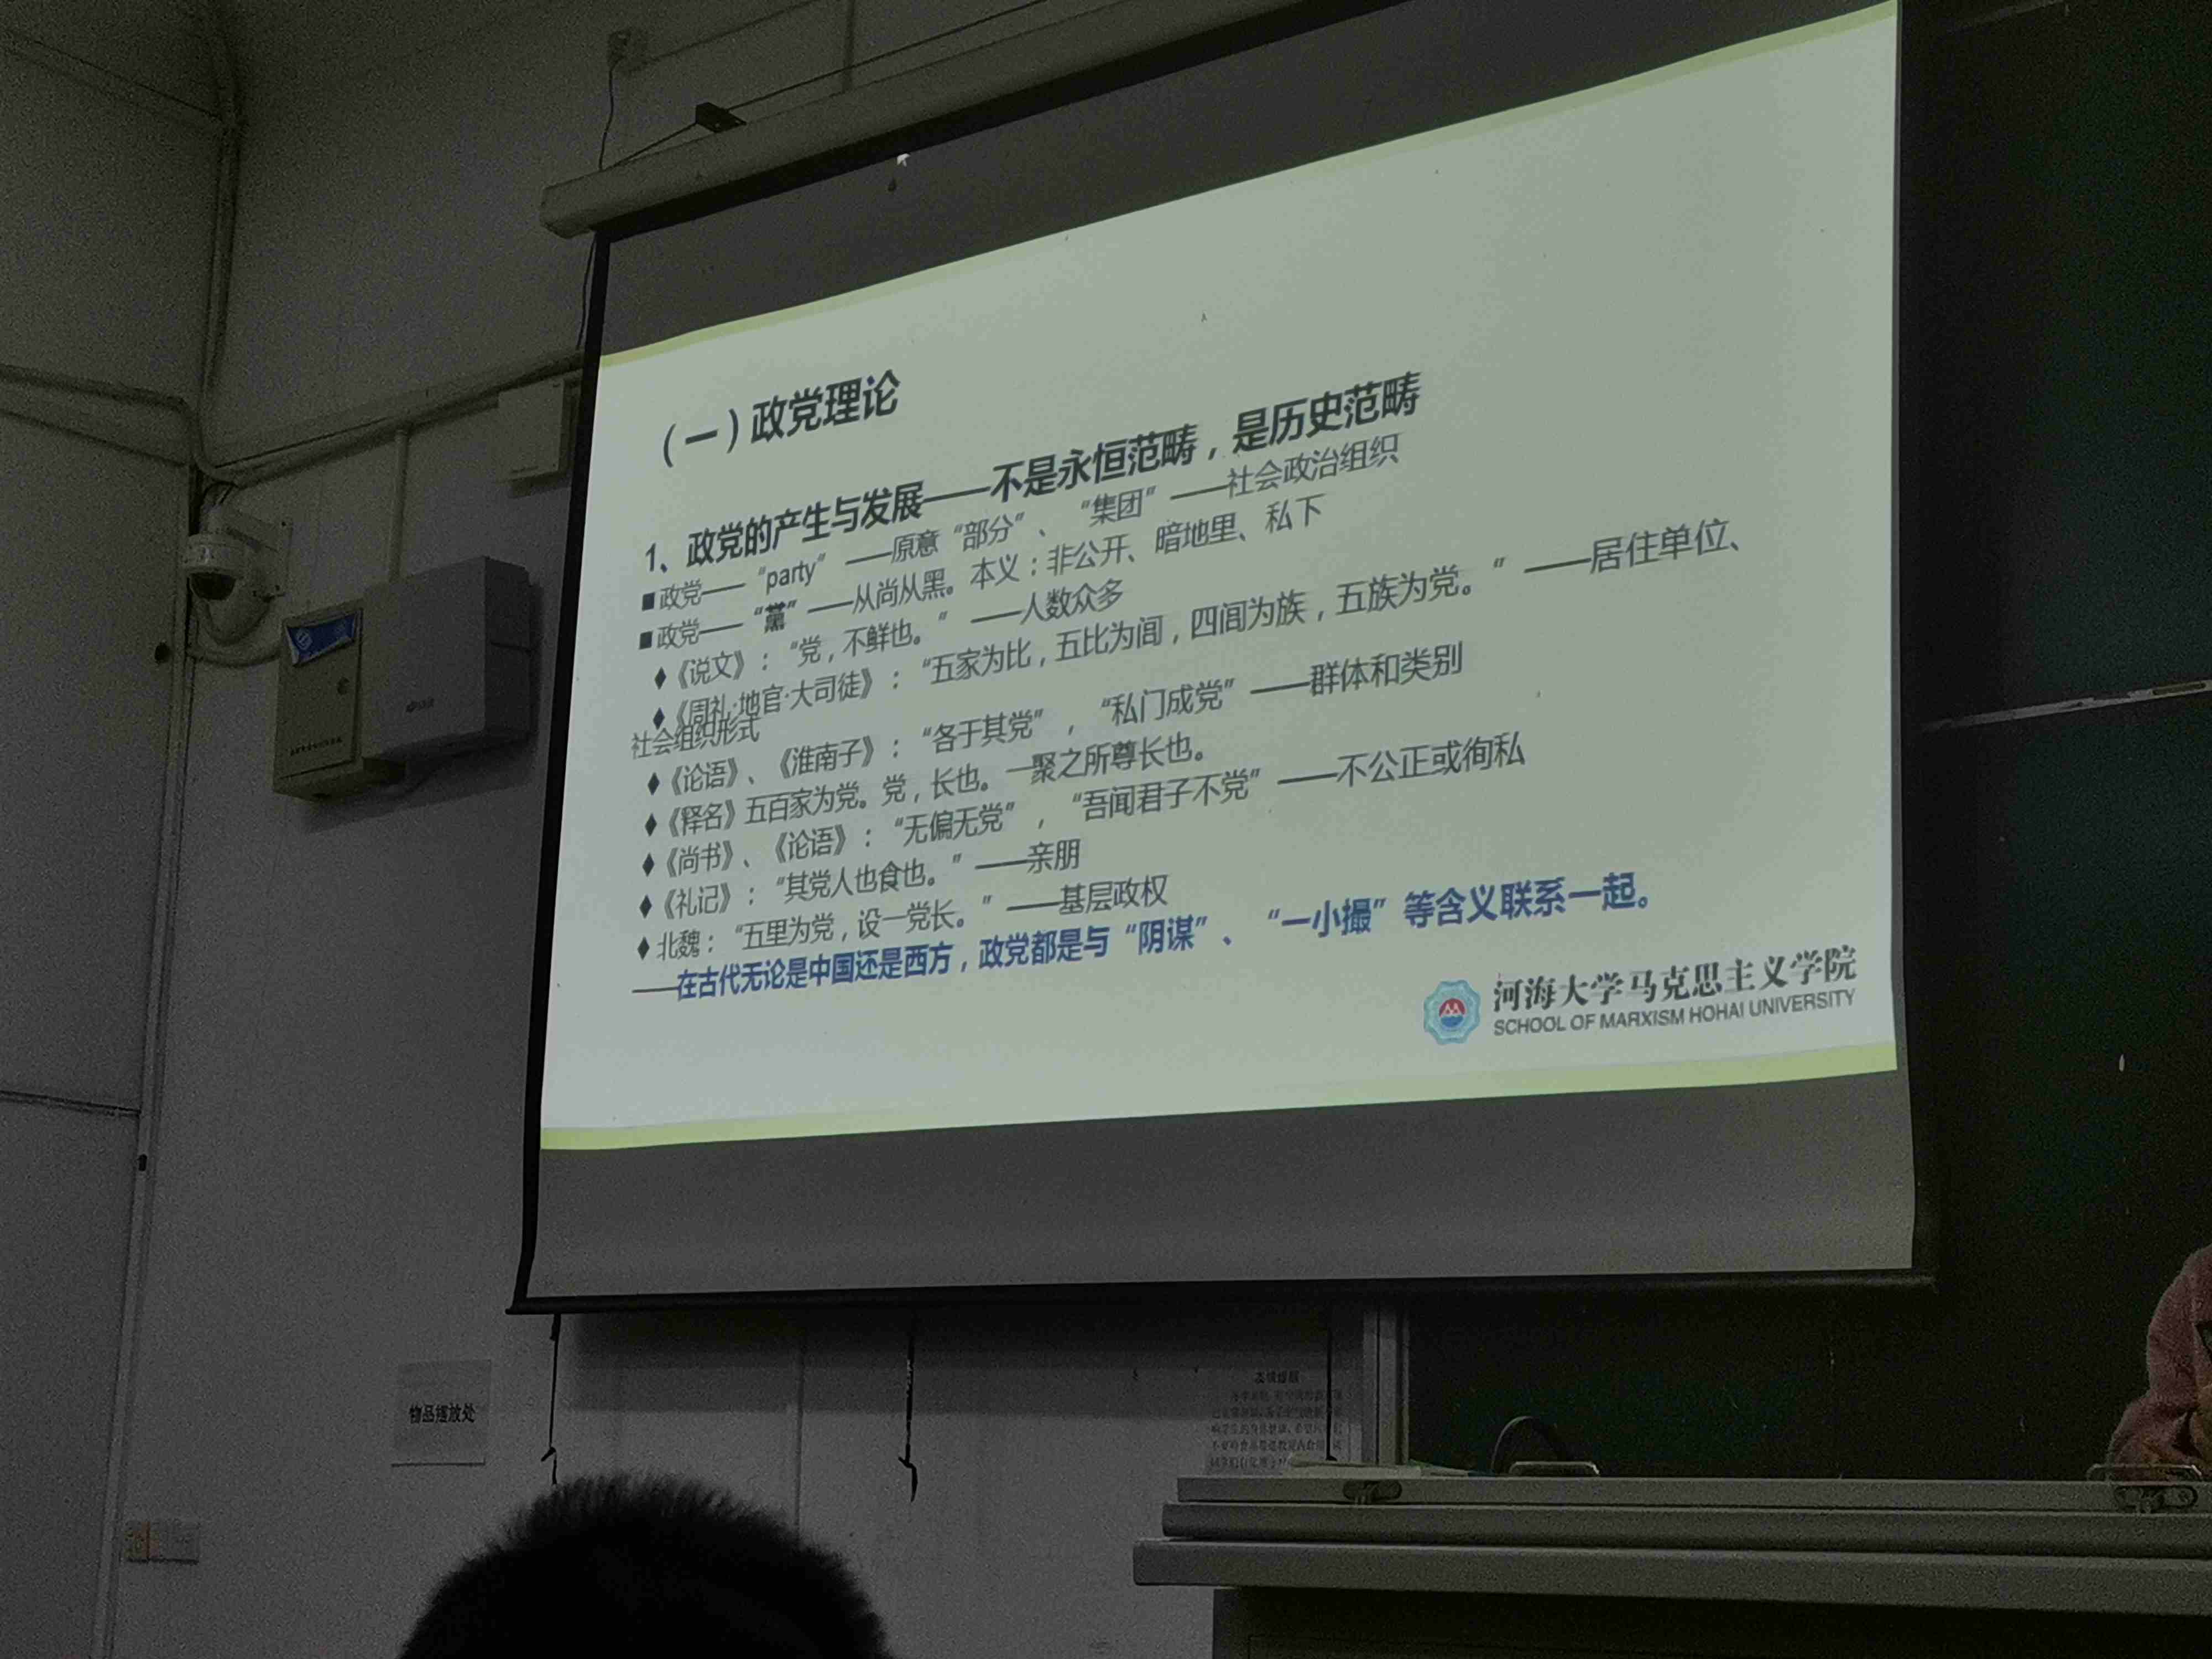 （一）政党理论
1、政党的产生与发展——不是永恒范畴，是历史范畴
■政党——“party”——原意“部分”、“集团”——社会政治组织
■政党——“黨”——从尚从黑。本义：非公开、暗地里、私下
♦《说文》：“党，不鲜也。”——人数众多
♦《周礼·地官·大司徒》：“五家为比，五比为闾，四闾为族，五族为党。”——居住单位、
社会组织形式
♦《论语》、《淮南子》：“各于其党”，“私门成党”——群体和类别
♦《释名》五百家为党。党，长也。一聚之所尊长也。
♦《尚书》、《论语》：“无偏无党”，“吾闻君子不党”——不公正或徇私
♦《礼记》：“其党人也食也。”——亲朋
♦北魏：“五里为党，设一党长。”——基层政权
——在古代无论是中国还是西方，政党都是与“阴谋”、“一小撮”等含义联系一起。
河海大学马克思主义学院
SCHOOL OF MARXISM HOHAI UNIVERSITY
物品摆放处